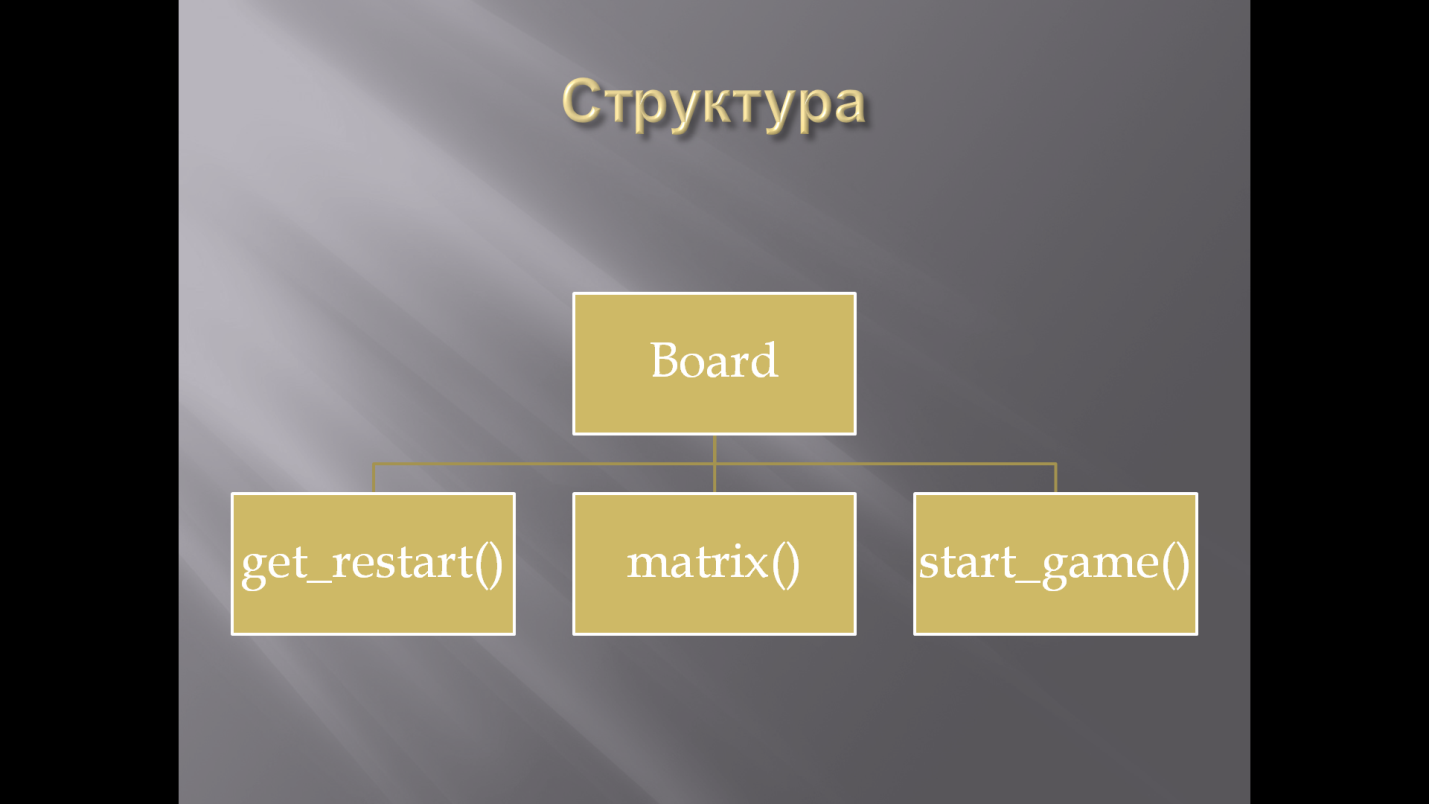 Структура
Board
get_restart()
matrix()
start_game()